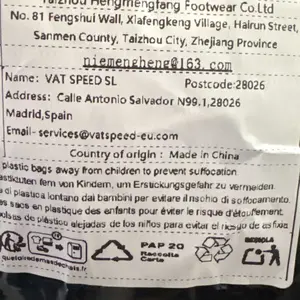 Taizhou Hengmengfang Footwear Co.Ltd
No. 81 Fengshui Wall, Xiafengkeng Village, Hairun Street,
Sanmen County, Taizhou City, Zhejiang Province
niemengheng@163.com
Name: VAT SPEED SL Postcode:28026
Address: Calle Antonio Salvador N99.1,28026
Madrid,Spain
Email- services@vatspeed-eu.com
Country of origin : Made in China
plastic bags away from children to prevent suffocation
von Kindern, um Erstickungsgefahr zu vermeiden.
di plastica lontano dai bambini per evitare il rischio di soffocamento.
sacs en plastique des enfants pour éviter le risque d'étouffement.
de plástico alejadas de los niños para evitar el riesgo de asfixia
PAP 20
Raccolta
Carta
quefairedemesdechets.fr